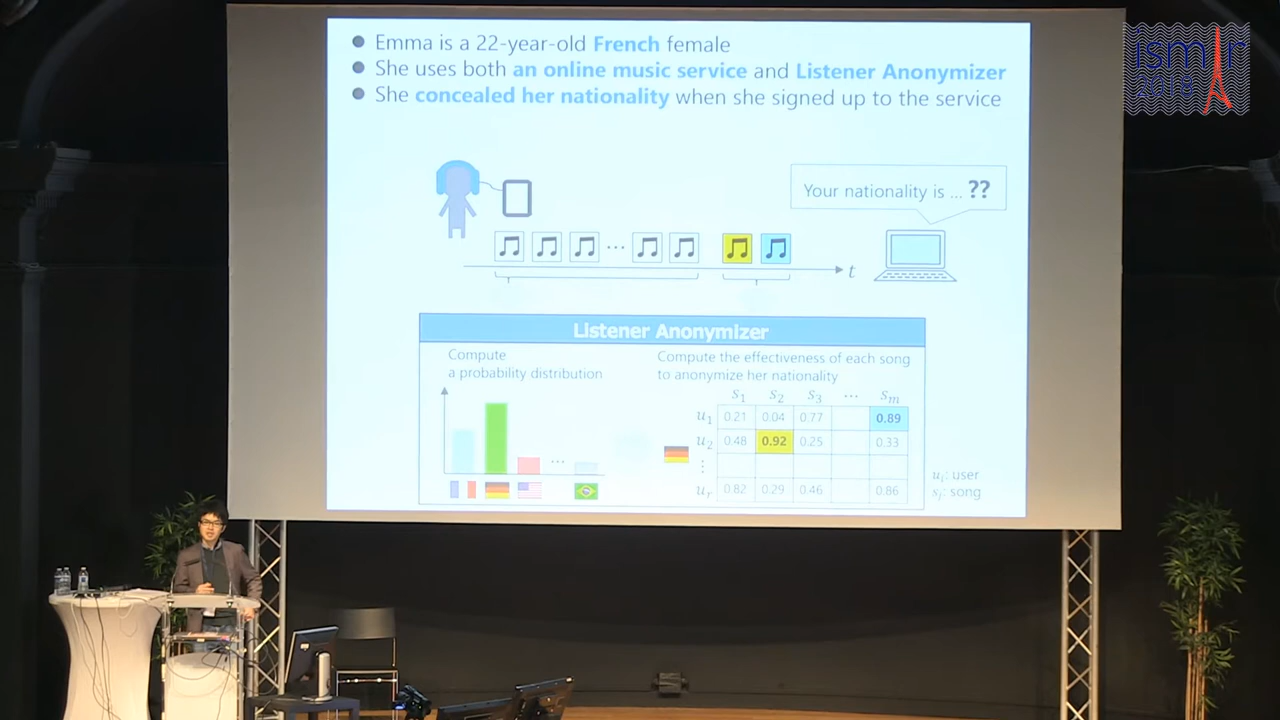 Emma is a 22-year-old French female
She uses both an online music service and Listener Anonymizer
She concealed her nationality when she signed up to the service
ismir
2018
Your nationality is ... ??
...
t
Listener Anonymizer
Compute
a probability distribution
...
Compute the effectiveness of each song
to anonymize her nationality
s1 s2 s3 ... sm
u1 0.21 0.04 0.77 0.89
u2 0.48 0.92 0.25 0.33
⋮
ur 0.82 0.29 0.46 0.86
ui: user
sj: song